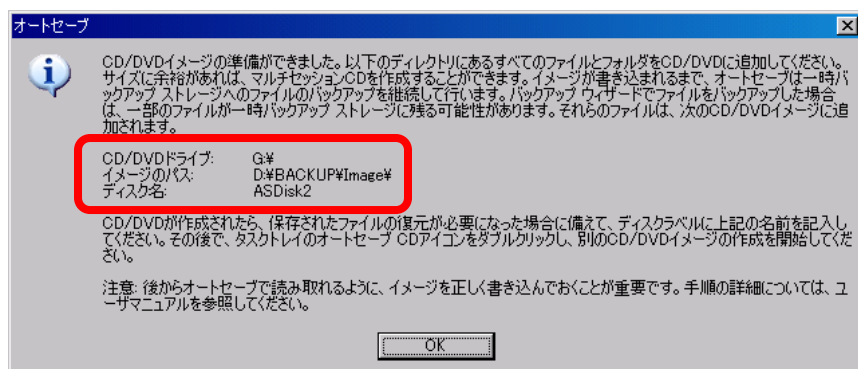 オートセーブ
CD/DVDイメージの準備ができました。以下のディレクトリにあるすべてのファイルとフォルダをCD/DVDに追加してください。
サイズに余裕があれば、マルチセッションCDを作成することができます。イメージが書き込まれるまで、オートセーブは一時バ
ックアップ ストレージへのファイルのバックアップを継続して行います。バックアップ ウィザードでファイルをバックアップした場合
は、一部のファイルが一時バックアップ ストレージに残る可能性があります。それらのファイルは、次のCD/DVDイメージに追
加されます。
CD/DVDドライブ: G:¥
イメージのパス: D:¥BACKUP¥Image¥
ディスク名: ASDisk2
CD/DVDが作成されたら、保存されたファイルの復元が必要になった場合に備えて、ディスクラベルに上記の名前を記入し
てください。その後で、タスクトレイのオートセーブ CDアイコンをダブルクリックし、別のCD/DVDイメージの作成を開始してくだ
さい。
注意: 後からオートセーブで読み取れるように、イメージを正しく書き込んでおくことが重要です。手順の詳細については、ユ
ーザマニュアルを参照してください。
OK